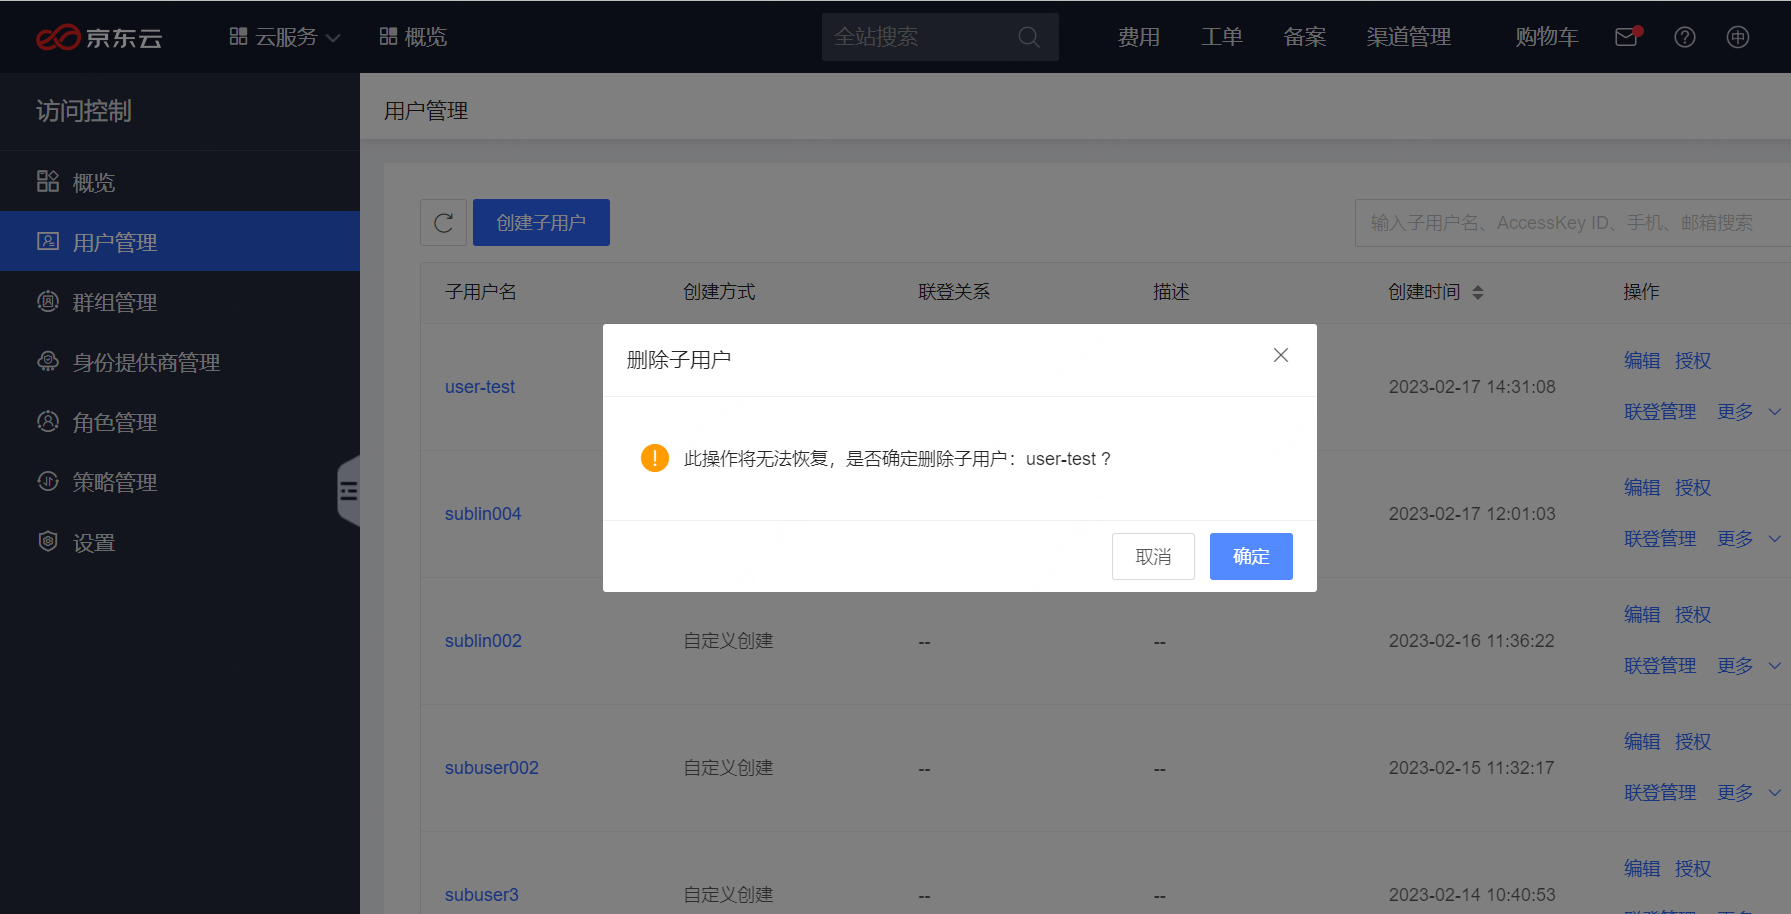 京东云 云服务 概览 全站搜索 费用 工单 备案 渠道管理 购物车
访问控制
概览
用户管理
群组管理
身份提供商管理
角色管理
策略管理
设置
用户管理
创建子用户 输入子用户名、AccessKey ID、手机、邮箱搜索
子用户名 创建方式 联登关系 描述 创建时间 操作
user-test 2023-02-17 14:31:08 编辑 授权
联登管理 更多
sublin004 2023-02-17 12:01:03 编辑 授权
联登管理 更多
sublin002 自定义创建 -- -- 2023-02-16 11:36:22 编辑 授权
联登管理 更多
subuser002 自定义创建 -- -- 2023-02-15 11:32:17 编辑 授权
联登管理 更多
subuser3 自定义创建 -- -- 2023-02-14 10:40:53 编辑 授权
删除子用户
此操作将无法恢复，是否确定删除子用户：user-test ?
取消 确定